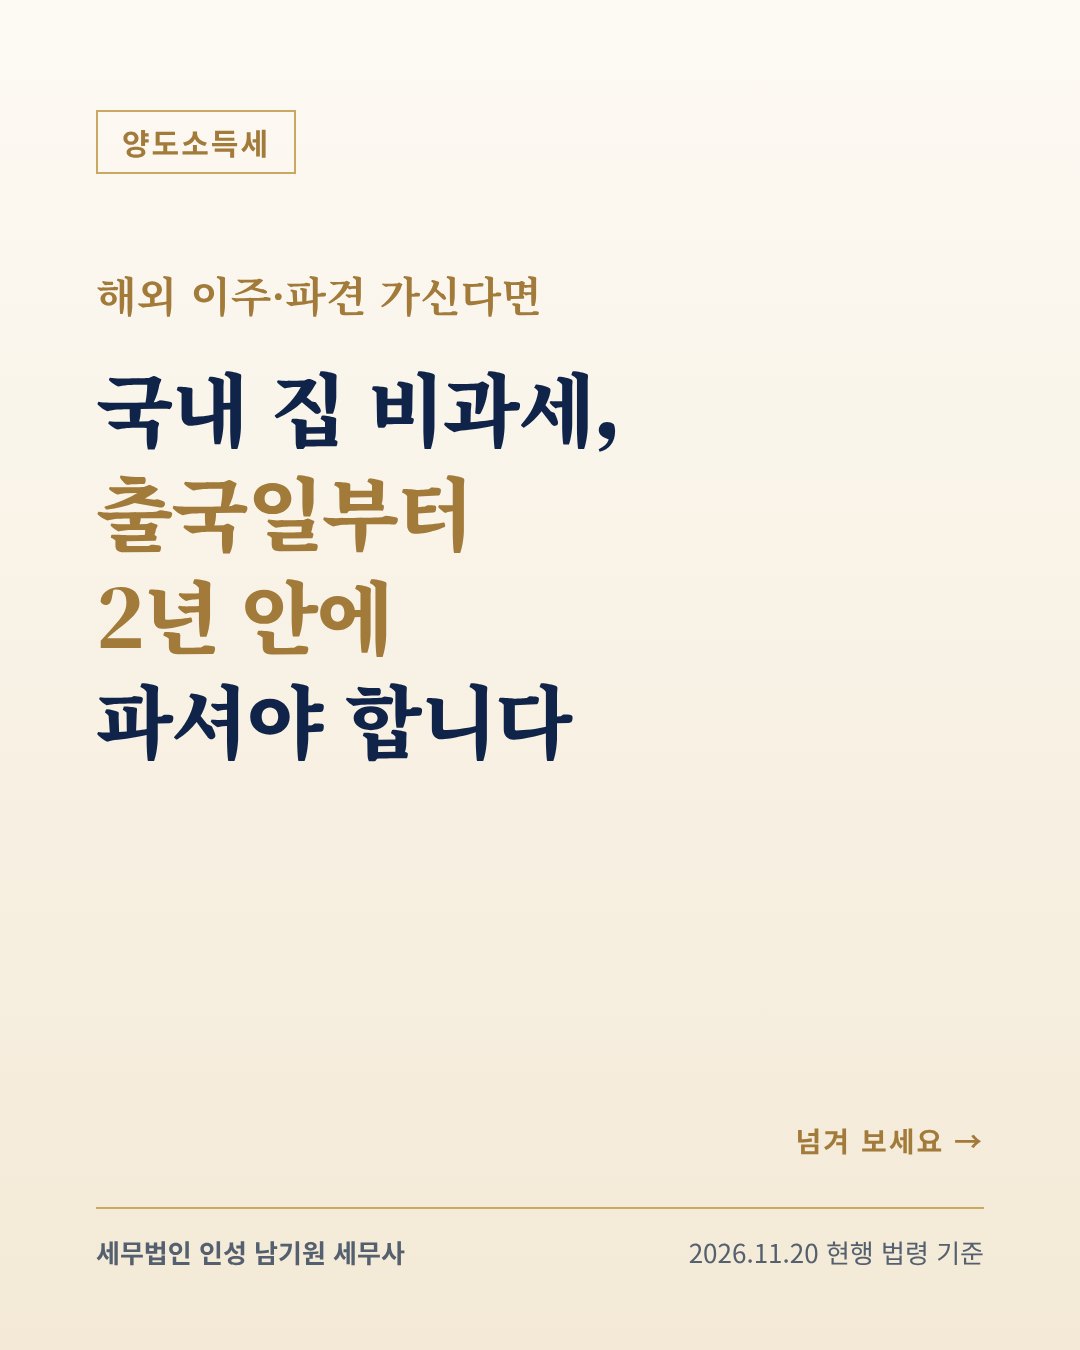 양도소득세
해외 이주·파견 가신다면
국내 집 비과세,
출국일부터
2년 안에
파셔야 합니다
넘겨 보세요 →
세무법인 인성 남기원 세무사
2026.11.20 현행 법령 기준